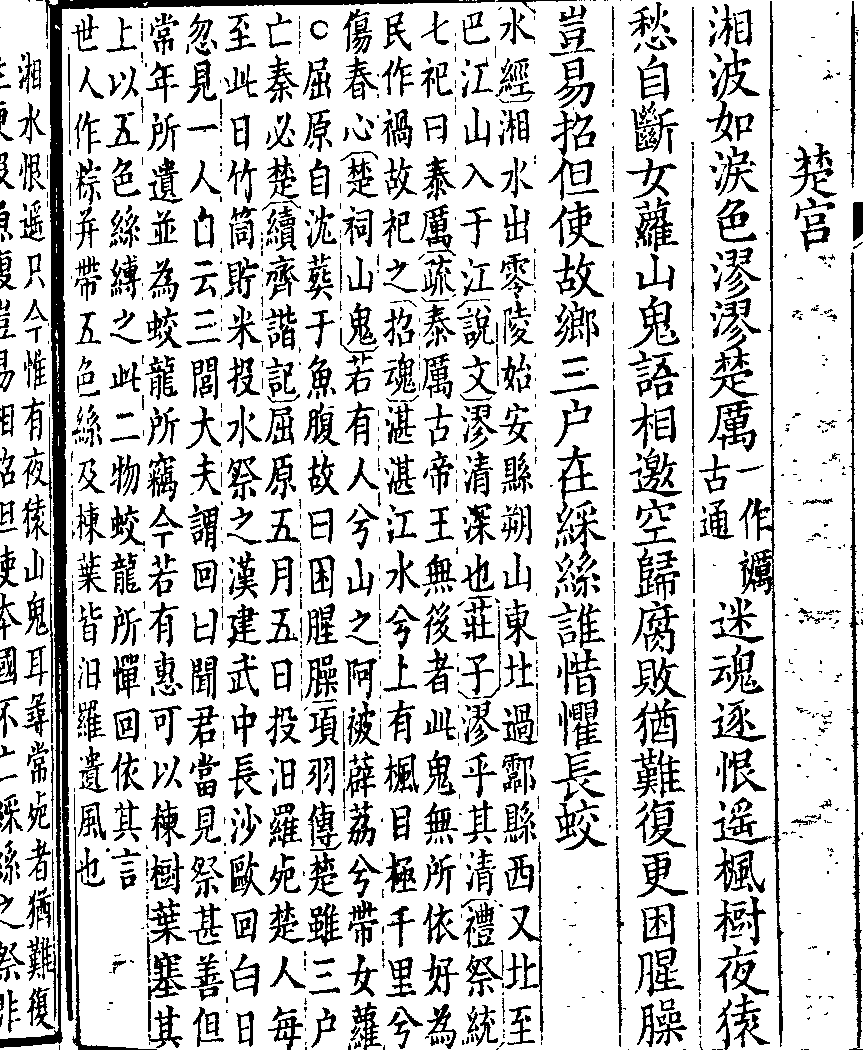 楚宫
湘波如淚色漻漻楚厲一作䃯古通迷魂逐恨遥楓樹夜猿
愁自斷女蘿山鬼語相邀空歸腐敗猶難復更困腥臊
豈易招但使故鄉三户在綵絲誰惜懼長蛟
水經湘水出零陵始安縣朔山東北過酃縣西又北至
巴江山入于江説文漻清深也莊子漻乎其清禮祭統
七祀曰泰厲疏泰厲古帝王無後者此鬼無所依好為
民作禍故祀之招魂湛湛江水兮上有楓目極千里兮
傷春心楚祠山鬼若有人兮山之阿被薜荔兮帶女蘿
○屈原自沈葬于魚腹故曰困腥臊項羽傳楚雖三户
亡秦必楚續齊諧記屈原五月五日投汨羅死楚人每
至此日竹筒貯米投水祭之漢建武中長沙歐回白日
忽見一人自云三閭大夫謂回曰聞君當見祭甚善但
常年所遺並為蛟龍所竊今若有惠可以楝樹葉塞其
上以五色絲縛之此二物蛟龍所憚回依其言
世人作粽并帶五色絲及楝葉皆汨羅遺風也
湘水恨遥只今惟有夜猿山鬼耳尋常死者猶難復
魚腹豈易相招但使本國不亡綵絲之祭非